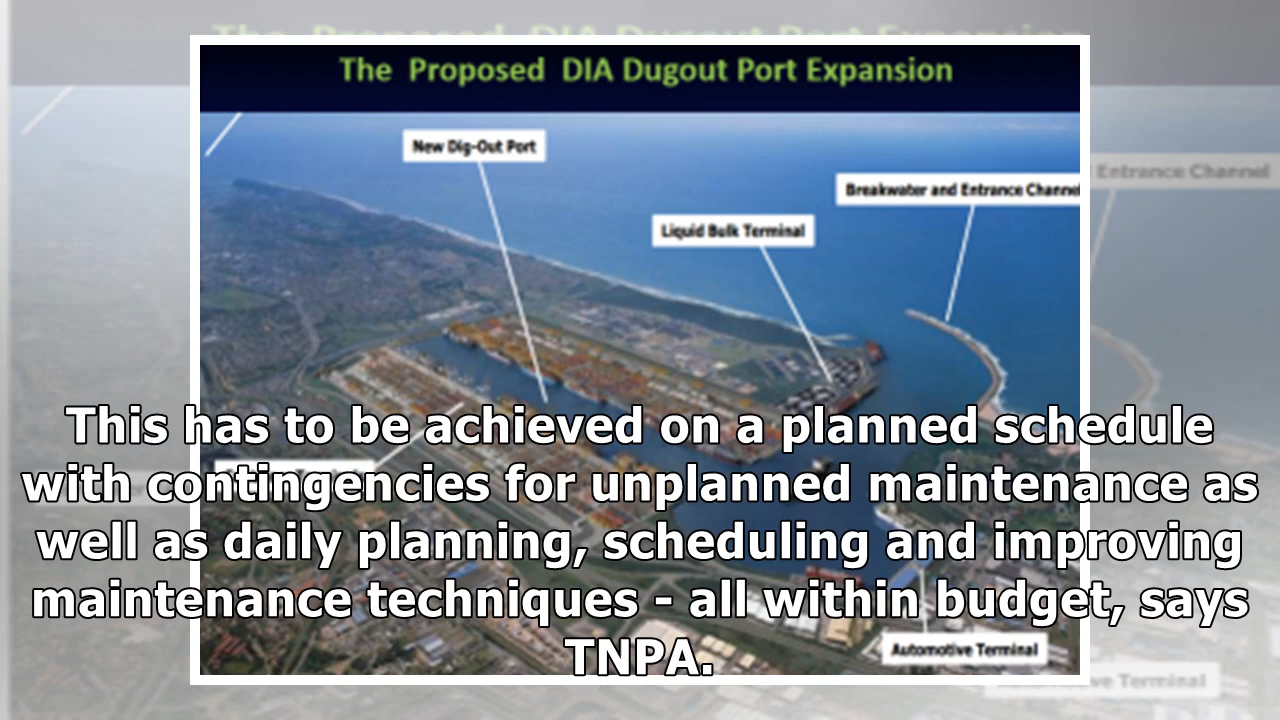 The Proposed DIA Dugout Port Expansion
New Dig-Out Port
Breakwater and Entrance Channel
Entrance Channel
Liquid Bulk Terminal
This has to be achieved on a planned schedule
with contingencies for unplanned maintenance as
well as daily planning, scheduling and improving
maintenance techniques - all within budget, says
TNPA.
Automotive Terminal